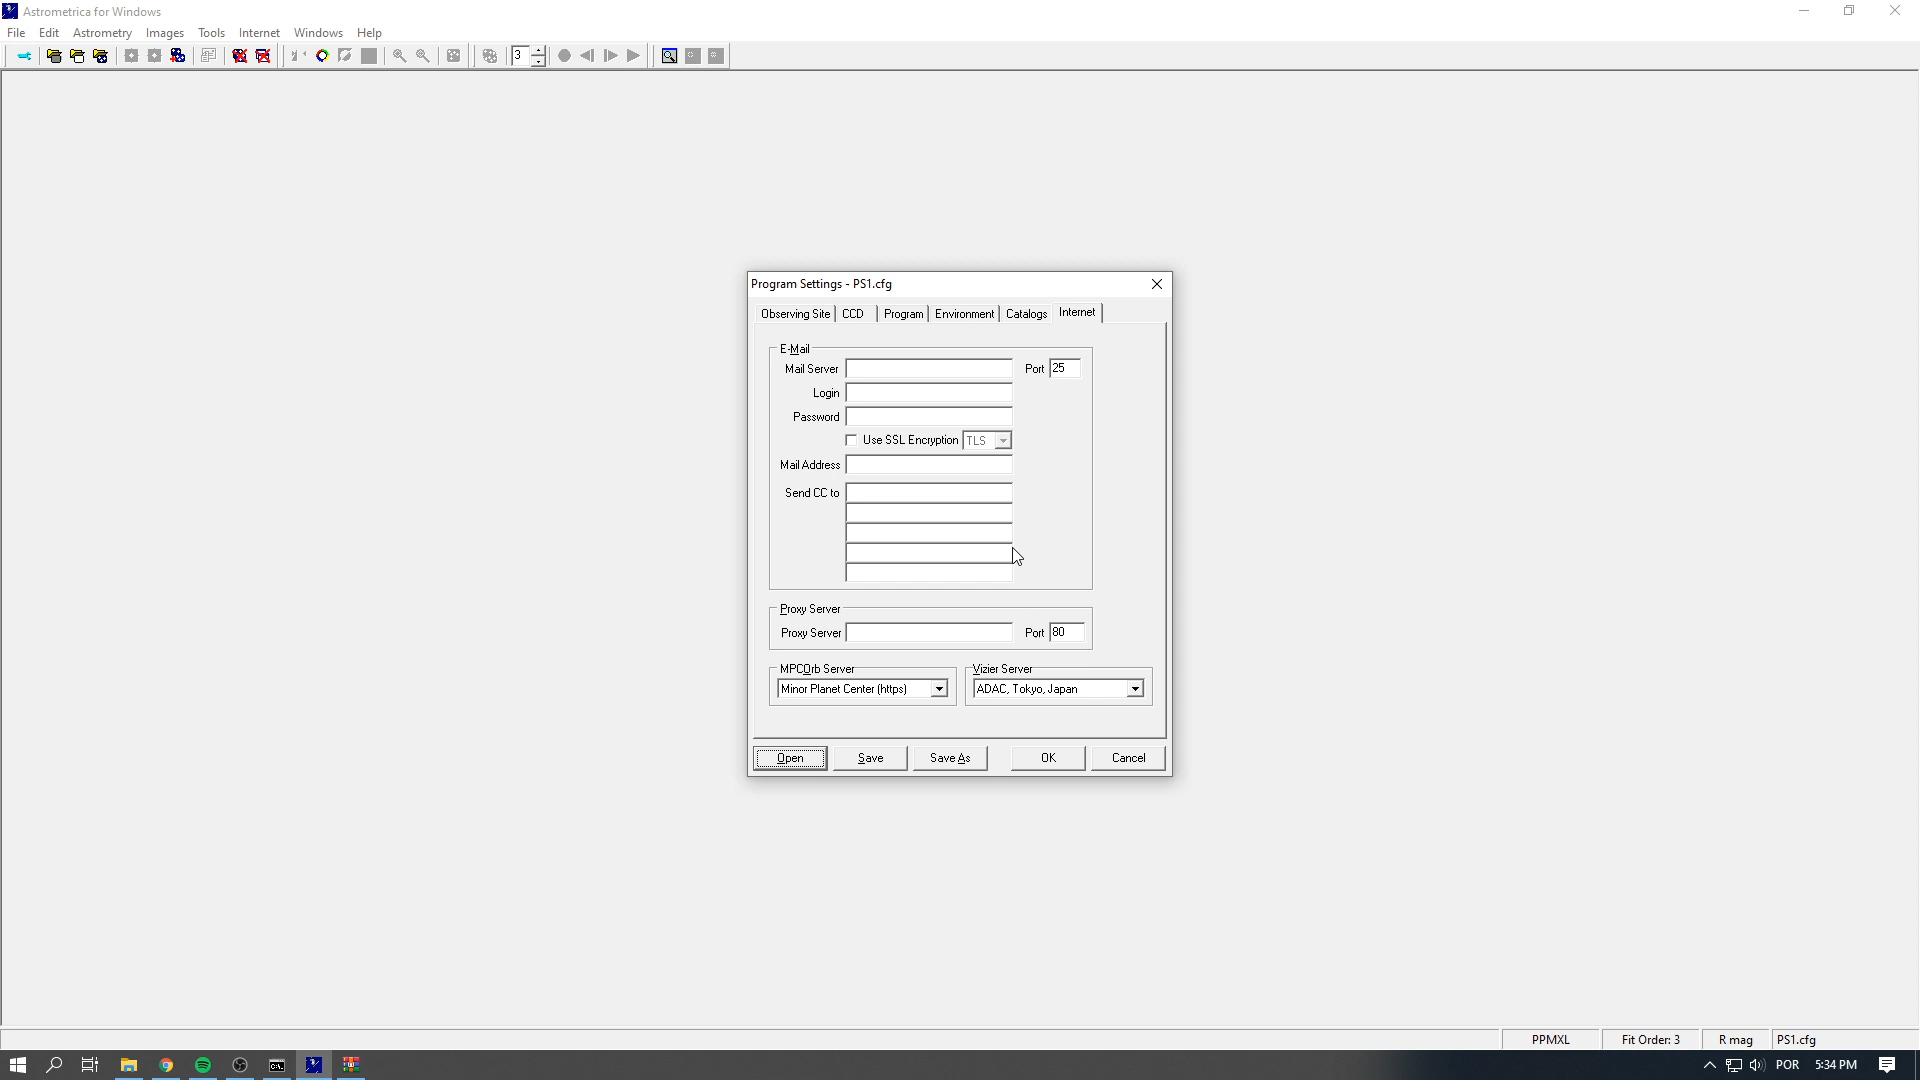 Astrometrica for Windows
File Edit Astrometry Images Tools Internet Windows Help
3
Program Settings - PS1.cfg
Observing Site CCD Program Environment Catalogs Internet
E-Mail
Mail Server Port 25
Login
Password
Use SSL Encryption TLS
Mail Address
Send CC to
Proxy Server
Proxy Server Port 80
MPCOrb Server Vizier Server
Minor Planet Center (https) ADAC, Tokyo, Japan
Open Save Save As OK Cancel
PPMXL Fit Order: 3 R mag PS1.cfg
POR 5:34 PM